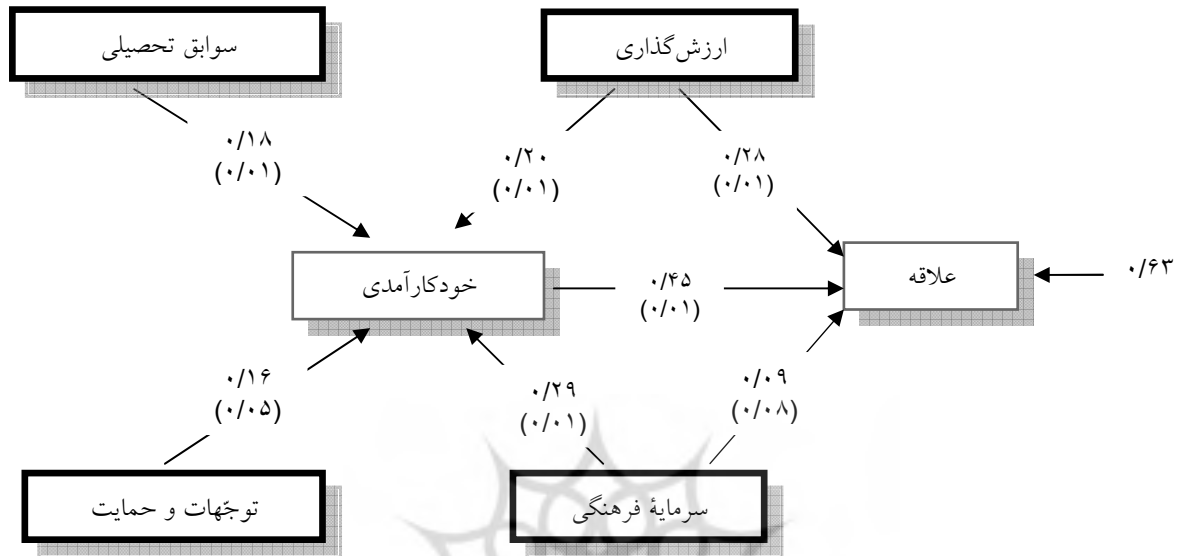 ارزش‌گذاری
سوابق تحصیلی
۰/۲۸
(۰/۰۱)
۰/۲۰
(۰/۰۱)
۰/۱۸
(۰/۰۱)
علاقه
۰/۶۳
خودکارآمدی
۰/۴۵
(۰/۰۱)
۰/۰۹
(۰/۰۸)
۰/۲۹
(۰/۰۱)
۰/۱۶
(۰/۰۵)
سرمایهٔ فرهنگی
توجّهات و حمایت